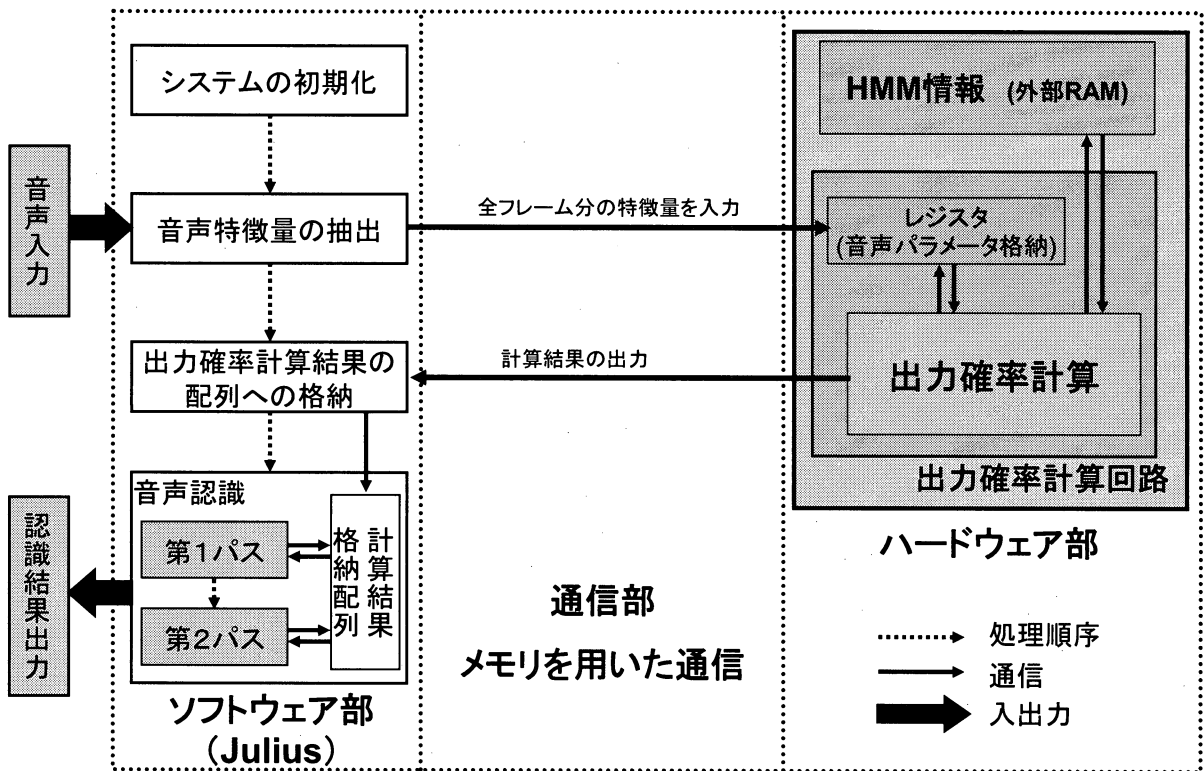 音声入力
認識結果出力
システムの初期化
音声特徴量の抽出
出力確率計算結果の
配列への格納
音声認識
第1パス
第2パス
計算結果
格納配列
ソフトウェア部
(Julius)
全フレーム分の特徴量を入力
計算結果の出力
通信部
メモリを用いた通信
HMM情報 (外部RAM)
レジスタ
(音声パラメータ格納)
出力確率計算
出力確率計算回路
ハードウェア部
処理順序
通信
入出力